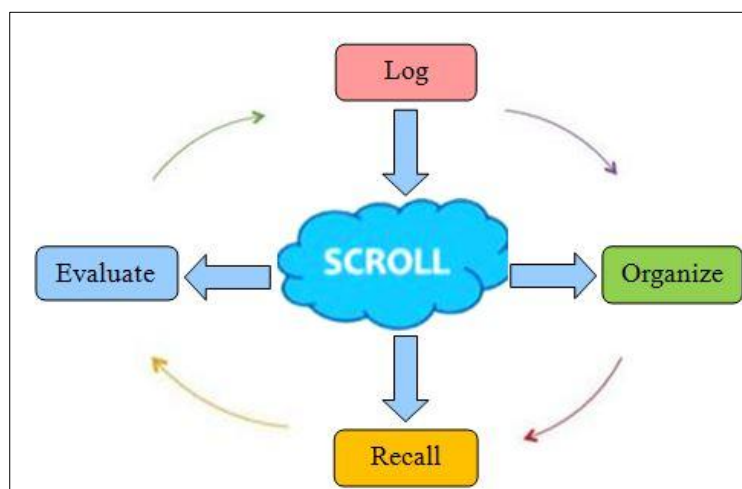 Log
Evaluate
SCROLL
Organize
Recall